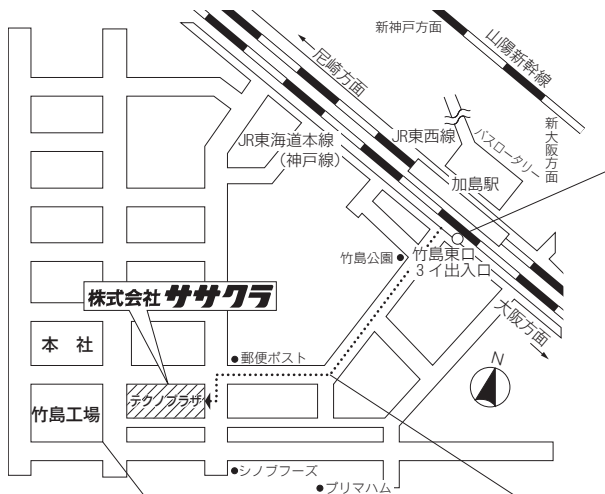 新神戸方面
山陽新幹線
尼崎方面
新大阪方面
JR東西線
バスロータリー
JR東海道本線
（神戸線）
加島駅
竹島東口
3イ出入口
竹島公園
大阪方面
株式会社ササクラ
本社
郵便ポスト
N
テクノプラザ
竹島工場
シノブフーズ
プリマハム